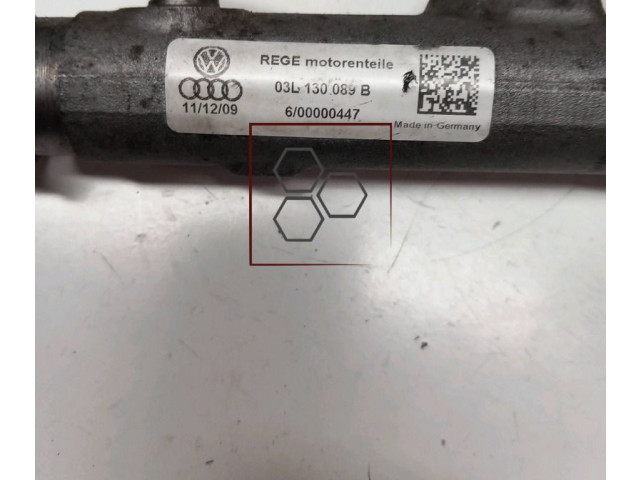 REGE motorenteile
03L 130 089 B
11/12/09
6/00000447
Made in Germany